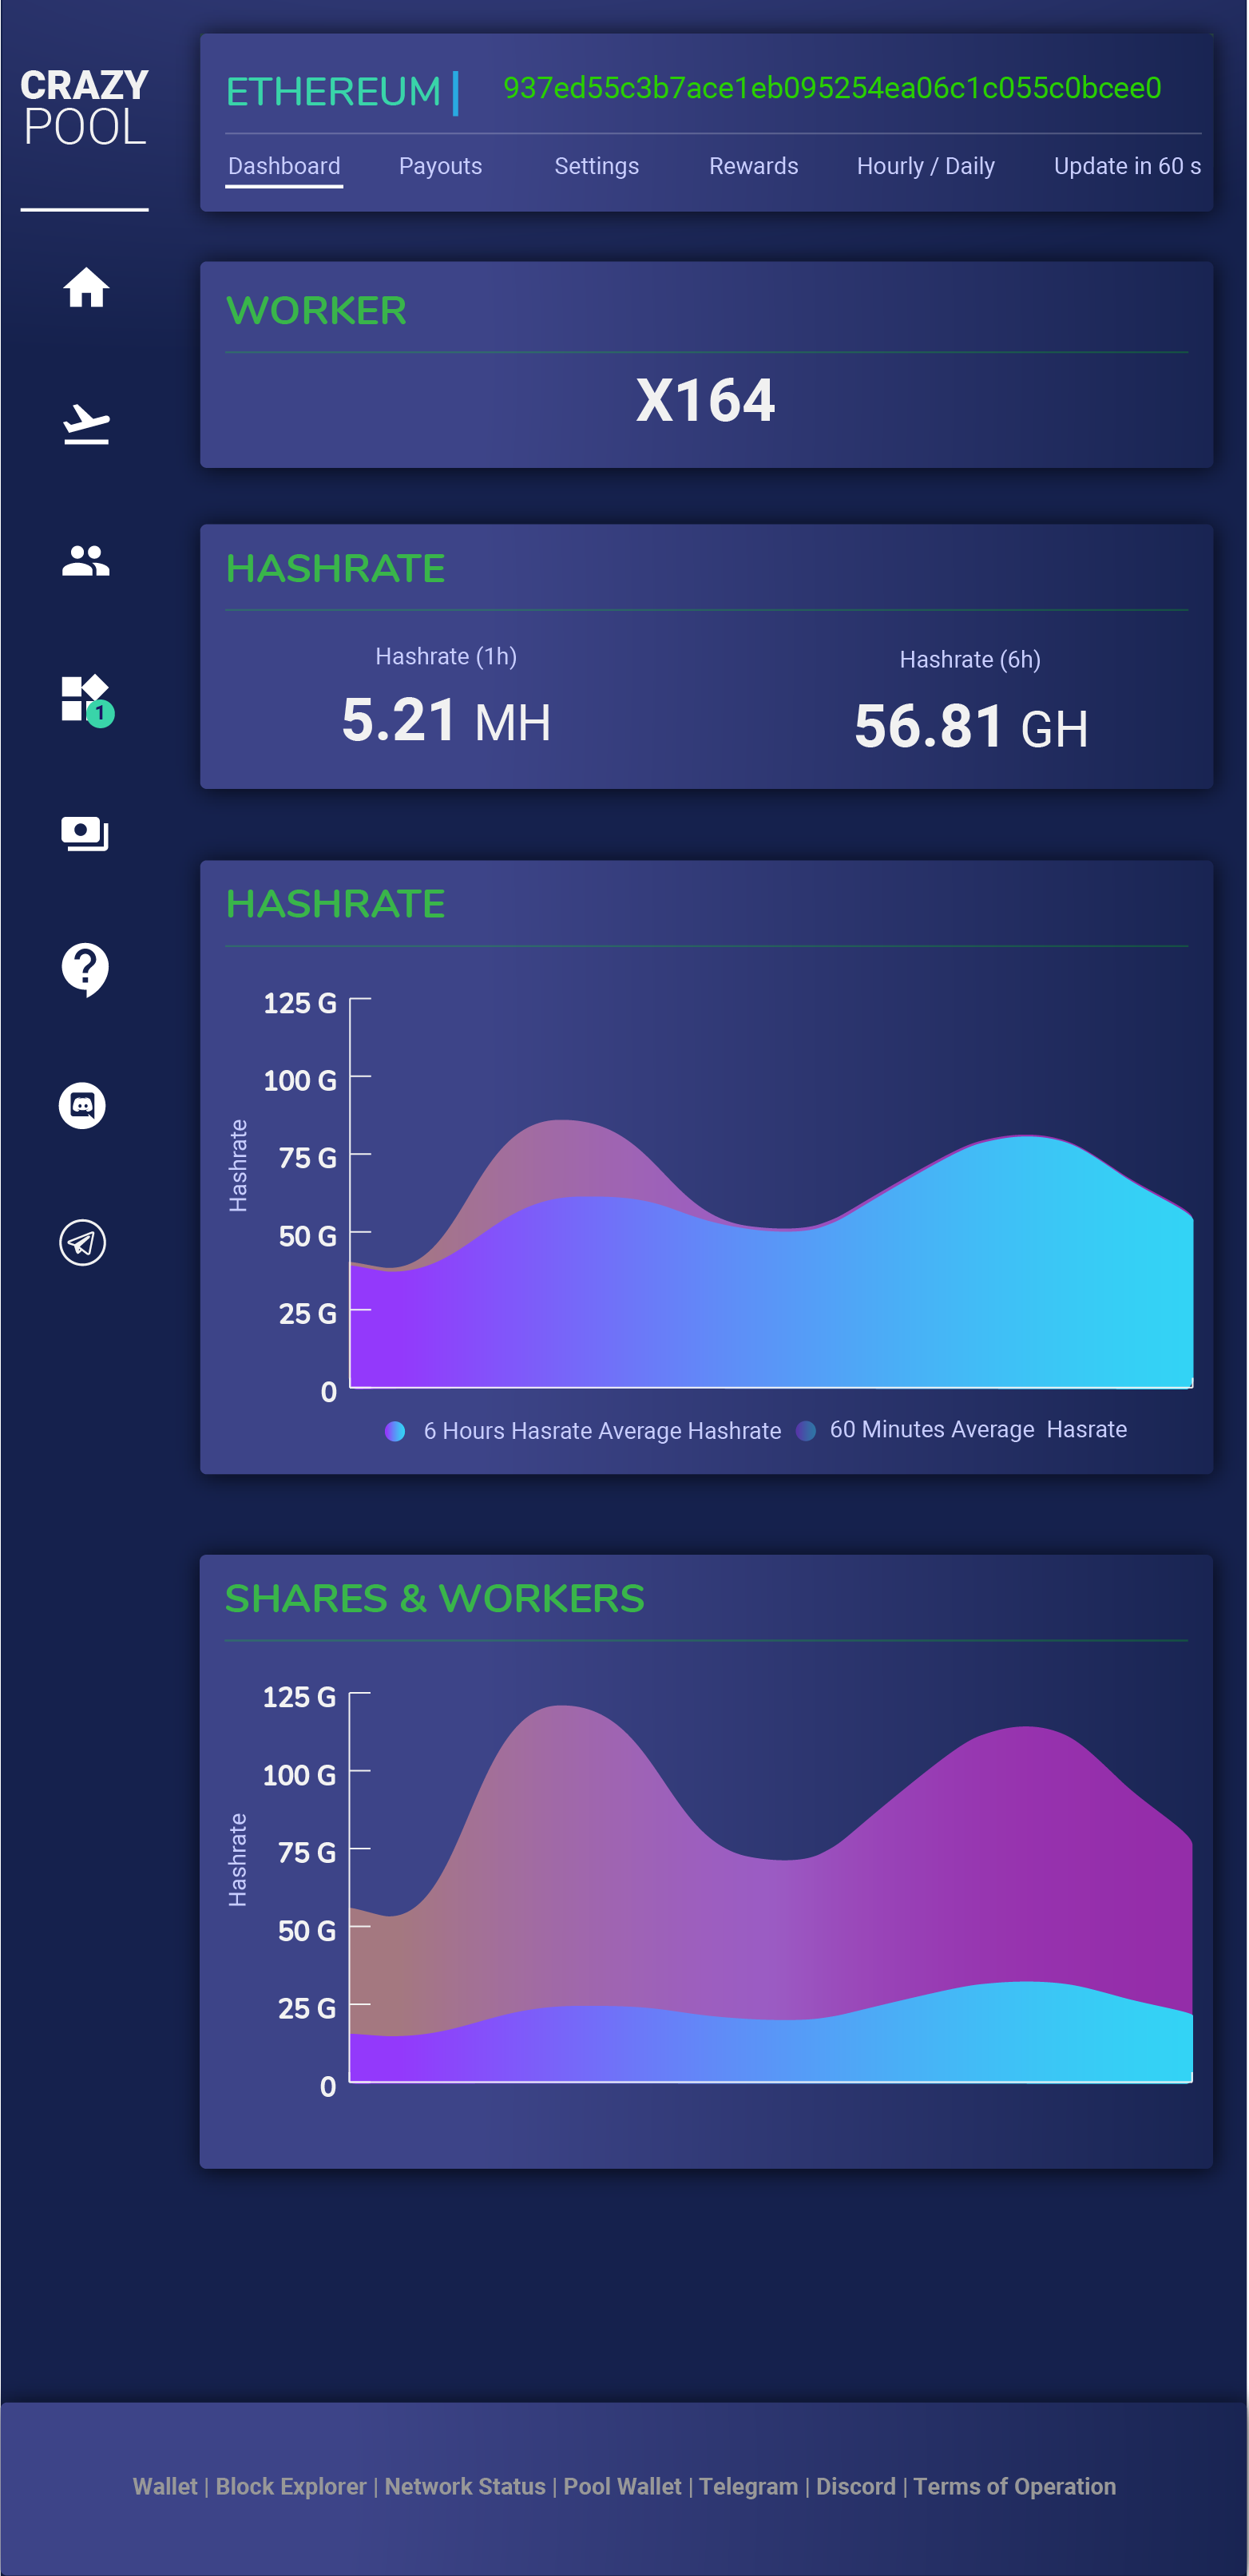 CRAZY
POOL
ETHEREUM
937ed55c3b7ace1eb095254ea06c1c055c0bcee0
Dashboard Payouts Settings Rewards Hourly / Daily Update in 60 s
WORKER
X164
HASHRATE
Hashrate (1h) Hashrate (6h)
5.21 MH 56.81 GH
1
HASHRATE
125 G
100 G
75 G
50 G
25 G
0
Hashrate
6 Hours Hasrate Average Hashrate 60 Minutes Average Hasrate
SHARES & WORKERS
125 G
100 G
75 G
50 G
25 G
0
Hashrate
Wallet | Block Explorer | Network Status | Pool Wallet | Telegram | Discord | Terms of Operation